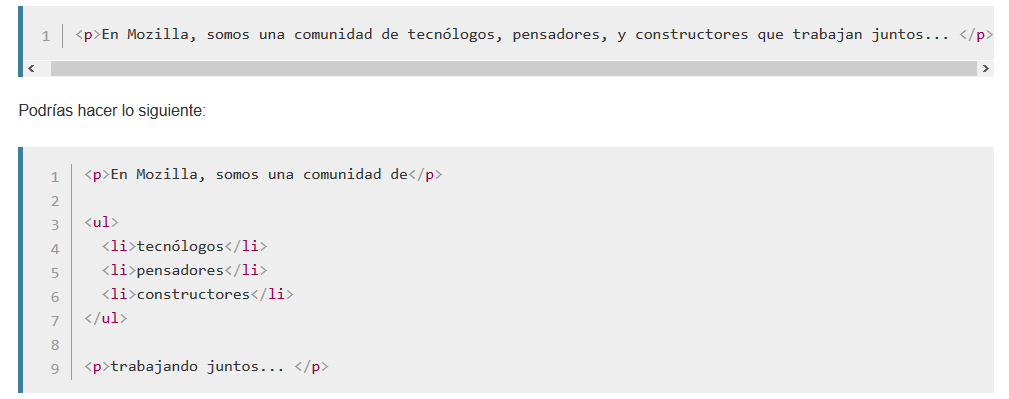 1 <p>En Mozilla, somos una comunidad de tecnólogos, pensadores, y constructores que trabajan juntos... </p>
Podrías hacer lo siguiente:
1 <p>En Mozilla, somos una comunidad de</p>
2
3 <ul>
4   <li>tecnólogos</li>
5   <li>pensadores</li>
6   <li>constructores</li>
7 </ul>
8
9 <p>trabajando juntos... </p>